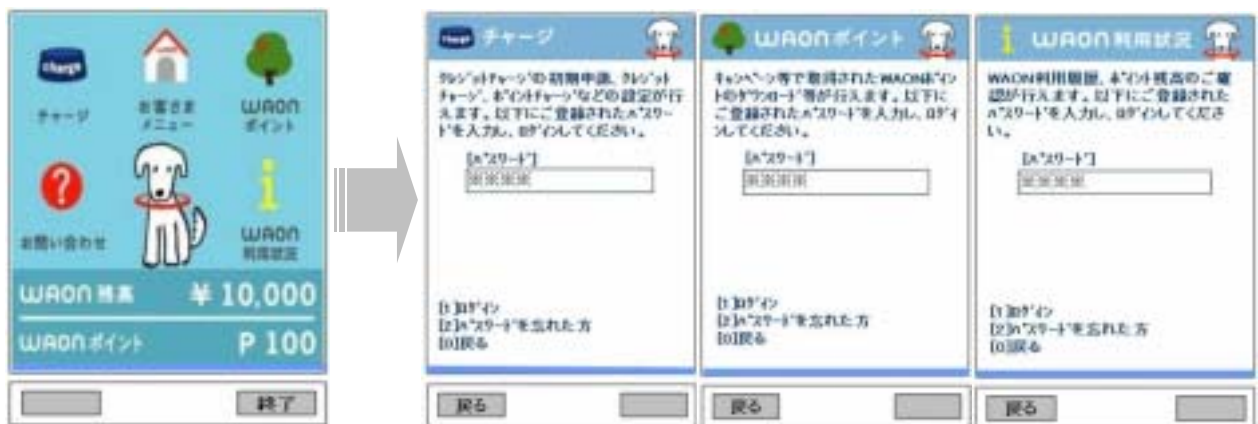 charge
チャージ
お客さま
メニュー
WAON
ポイント
?
お問い合わせ
i
WAON
利用状況
WAON 残高 ¥ 10,000
WAON ポイント P 100
終了
charge チャージ
ｸﾚｼﾞｯﾄﾁｬｰｼﾞの初期申請、ｸﾚｼﾞｯﾄ
ﾁｬｰｼﾞ、ﾎﾟｲﾝﾄﾁｬｰｼﾞなどの設定が行
えます。以下にご登録されたﾊﾟｽﾜｰ
ﾄﾞを入力し、ﾛｸﾞｲﾝしてください。
[ﾊﾟｽﾜｰﾄﾞ]
※※※※
[1]ﾛｸﾞｲﾝ
[2]ﾊﾟｽﾜｰﾄﾞを忘れた方
[0]戻る
戻る
WAONポイント
ｷｬﾝﾍﾟｰﾝ等で取得されたWAONﾎﾟｲﾝ
ﾄのﾀﾞｳﾝﾛｰﾄﾞ等が行えます。以下に
ご登録されたﾊﾟｽﾜｰﾄﾞを入力し、ﾛｸﾞｲ
ﾝしてください。
[ﾊﾟｽﾜｰﾄﾞ]
※※※※
[1]ﾛｸﾞｲﾝ
[2]ﾊﾟｽﾜｰﾄﾞを忘れた方
[0]戻る
戻る
i WAON利用状況
WAON利用履歴、ﾎﾟｲﾝﾄ残高のご確
認が行えます。以下にご登録された
ﾊﾟｽﾜｰﾄﾞを入力し、ﾛｸﾞｲﾝしてくださ
い。
[ﾊﾟｽﾜｰﾄﾞ]
※※※※
[1]ﾛｸﾞｲﾝ
[2]ﾊﾟｽﾜｰﾄﾞを忘れた方
[0]戻る
戻る